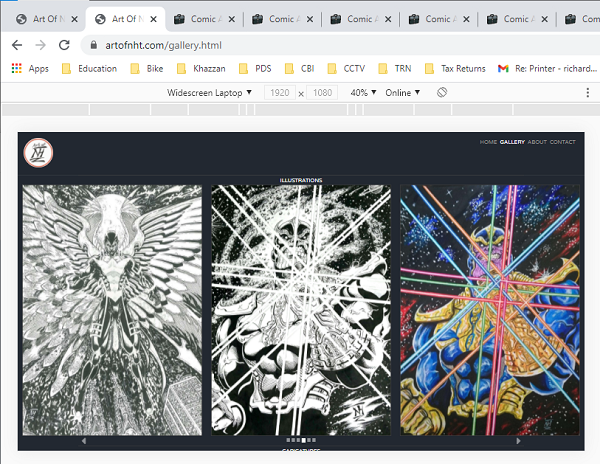 Art Of N
Art Of N
Comic A
Comic A
Comic A
Comic A
Comic A
Com
artofnht.com/gallery.html
Apps Education Bike Khazzan PDS CBI CCTV TRN Tax Returns Re: Printer - richard...
Widescreen Laptop 1920 x 1080 40% Online
HOME GALLERY ABOUT CONTACT
ILLUSTRATIONS
CARICATURES